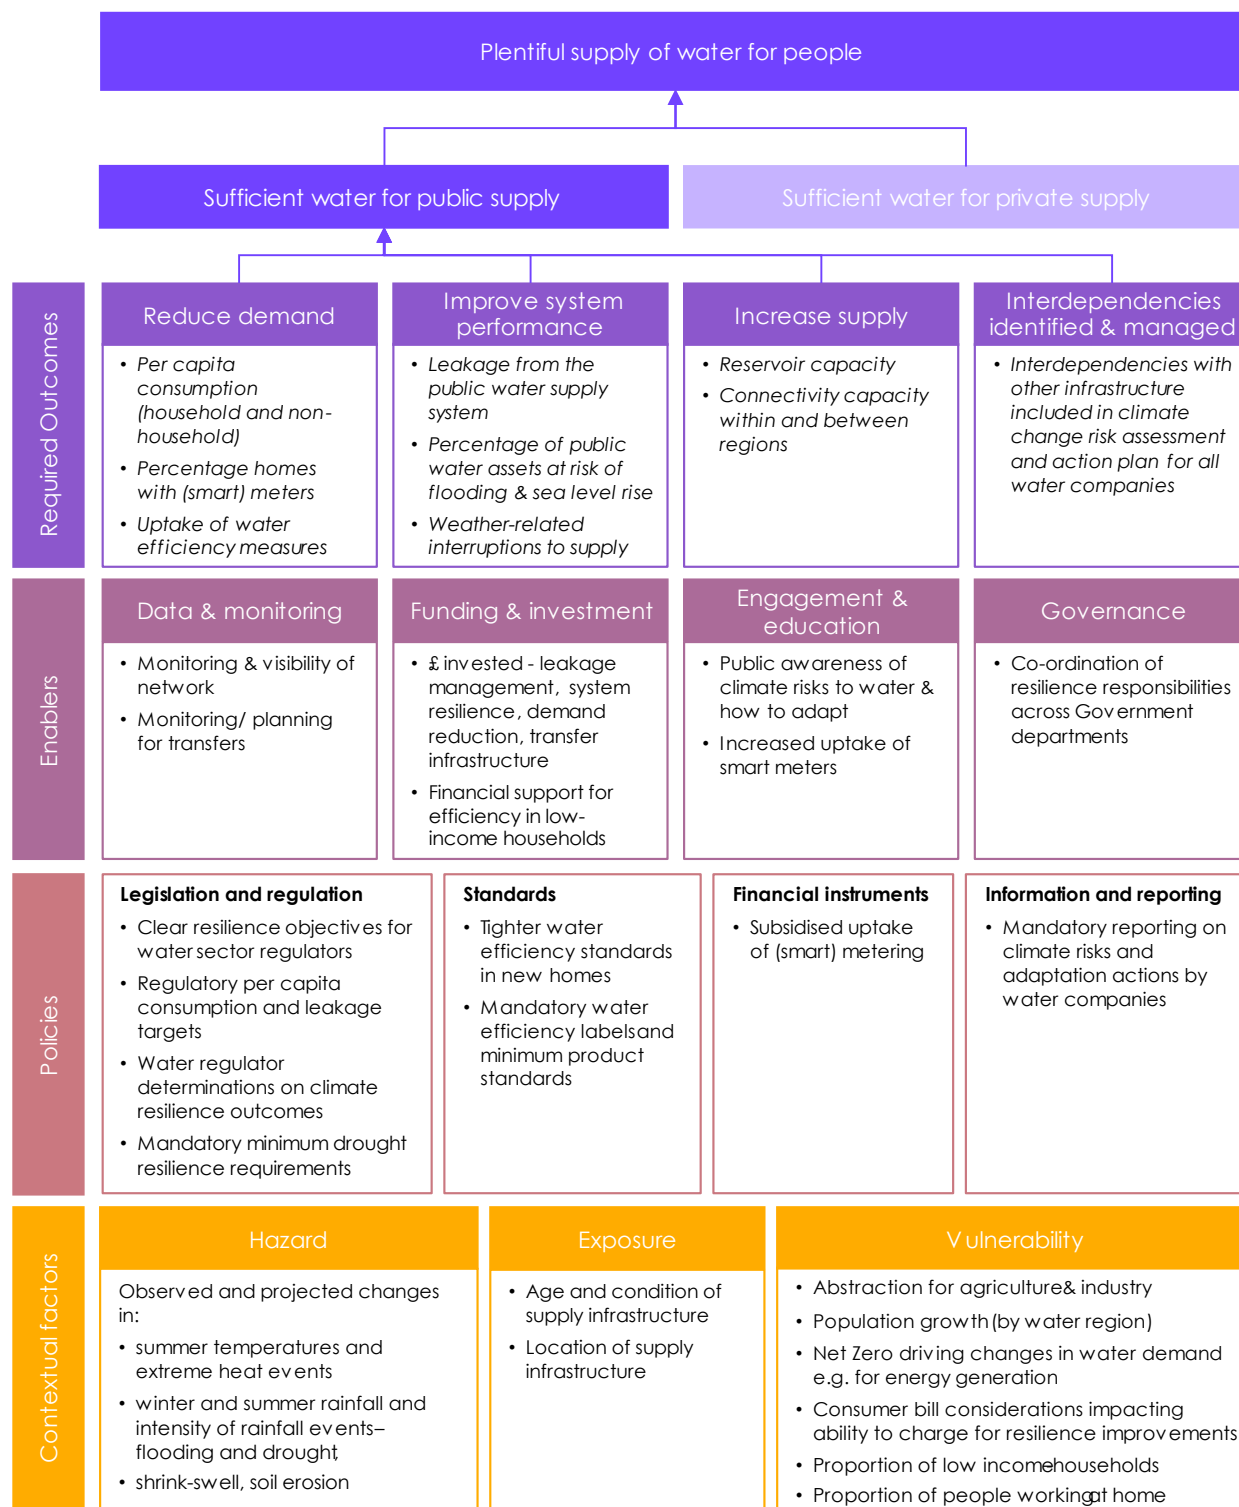 Plentiful supply of water for people
Sufficient water for public supply
Sufficient water for private supply
Required Outcomes
Reduce demand
• Per capita
consumption
(household and non-
household)
• Percentage homes
with (smart) meters
• Uptake of water
efficiency measures
Improve system
performance
• Leakage from the
public water supply
system
• Percentage of public
water assets at risk of
flooding & sea level rise
• Weather-related
interruptions to supply
Increase supply
• Reservoir capacity
• Connectivity capacity
within and between
regions
Interdependencies
identified & managed
• Interdependencies with
other infrastructure
included in climate
change risk assessment
and action plan for all
water companies
Enablers
Data & monitoring
• Monitoring & visibility of
network
• Monitoring/ planning
for transfers
Funding & investment
• £ invested - leakage
management, system
resilience, demand
reduction, transfer
infrastructure
• Financial support for
efficiency in low-
income households
Engagement &
education
• Public awareness of
climate risks to water &
how to adapt
• Increased uptake of
smart meters
Governance
• Co-ordination of
resilience responsibilities
across Government
departments
Policies
Legislation and regulation
• Clear resilience objectives for
water sector regulators
• Regulatory per capita
consumption and leakage
targets
• Water regulator
determinations on climate
resilience outcomes
• Mandatory minimum drought
resilience requirements
Standards
• Tighter water
efficiency standards
in new homes
• Mandatory water
efficiency labels and
minimum product
standards
Financial instruments
• Subsidised uptake
of (smart) metering
Information and reporting
• Mandatory reporting on
climate risks and
adaptation actions by
water companies
Contextual factors
Hazard
Observed and projected changes
in:
• summer temperatures and
extreme heat events
• winter and summer rainfall and
intensity of rainfall events–
flooding and drought,
• shrink-swell, soil erosion
Exposure
• Age and condition of
supply infrastructure
• Location of supply
infrastructure
Vulnerability
• Abstraction for agriculture & industry
• Population growth (by water region)
• Net Zero driving changes in water demand
e.g. for energy generation
• Consumer bill considerations impacting
ability to charge for resilience improvements
• Proportion of low income households
• Proportion of people working at home